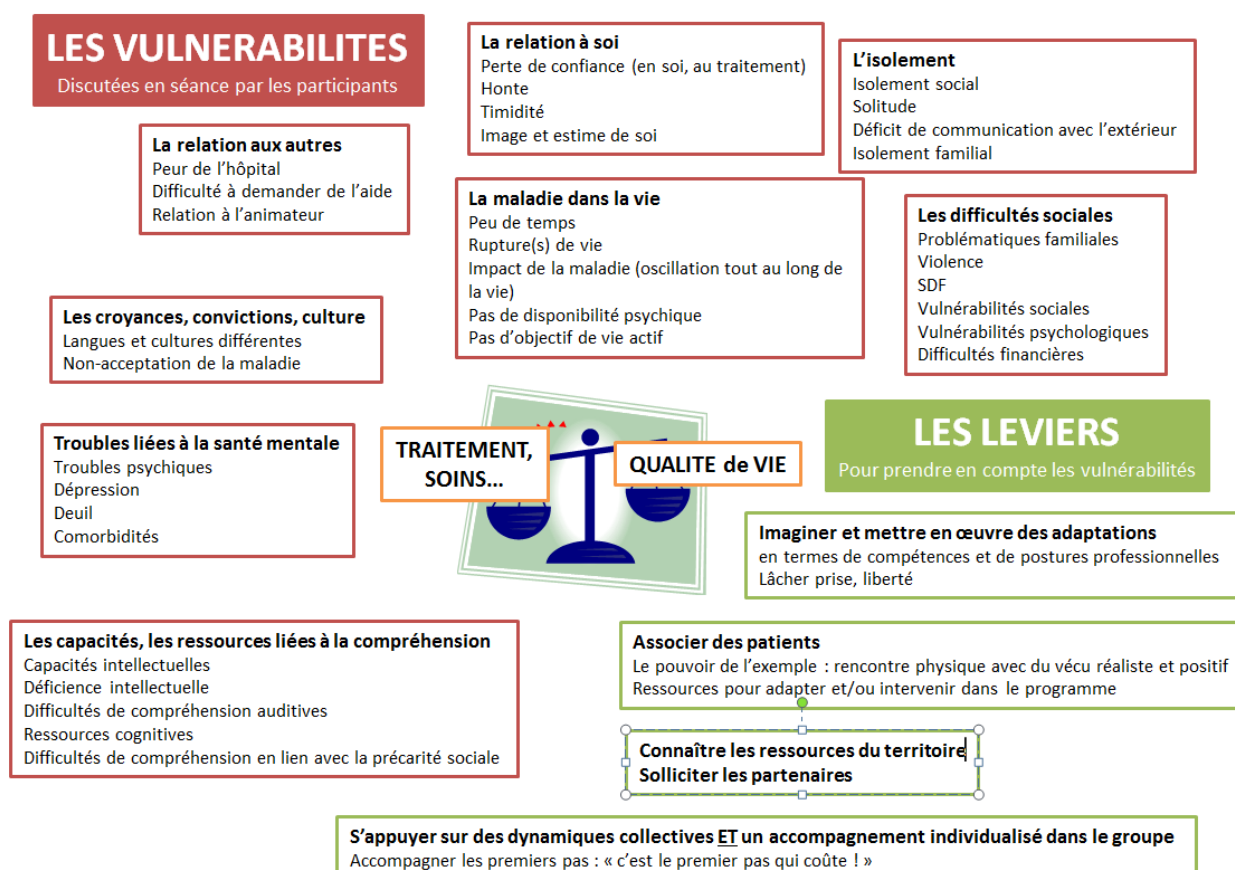 LES VULNERABILITES
Discutées en séance par les participants
La relation à soi
Perte de confiance (en soi, au traitement)
Honte
Timidité
Image et estime de soi
L’isolement
Isolement social
Solitude
Déficit de communication avec l’extérieur
Isolement familial
La relation aux autres
Peur de l’hôpital
Difficulté à demander de l’aide
Relation à l’animateur
La maladie dans la vie
Peu de temps
Rupture(s) de vie
Impact de la maladie (oscillation tout au long de
la vie)
Pas de disponibilité psychique
Pas d’objectif de vie actif
Les difficultés sociales
Problématiques familiales
Violence
SDF
Vulnérabilités sociales
Vulnérabilités psychologiques
Difficultés financières
Les croyances, convictions, culture
Langues et cultures différentes
Non-acceptation de la maladie
Troubles liées à la santé mentale
Troubles psychiques
Dépression
Deuil
Comorbidités
TRAITEMENT,
SOINS…
QUALITE de VIE
LES LEVIERS
Pour prendre en compte les vulnérabilités
Imaginer et mettre en œuvre des adaptations
en termes de compétences et de postures professionnelles
Lâcher prise, liberté
Les capacités, les ressources liées à la compréhension
Capacités intellectuelles
Déficience intellectuelle
Difficultés de compréhension auditives
Ressources cognitives
Difficultés de compréhension en lien avec la précarité sociale
Associer des patients
Le pouvoir de l’exemple : rencontre physique avec du vécu réaliste et positif
Ressources pour adapter et/ou intervenir dans le programme
Connaître les ressources du territoire
Solliciter les partenaires
S’appuyer sur des dynamiques collectives ET un accompagnement individualisé dans le groupe
Accompagner les premiers pas : « c’est le premier pas qui coûte ! »